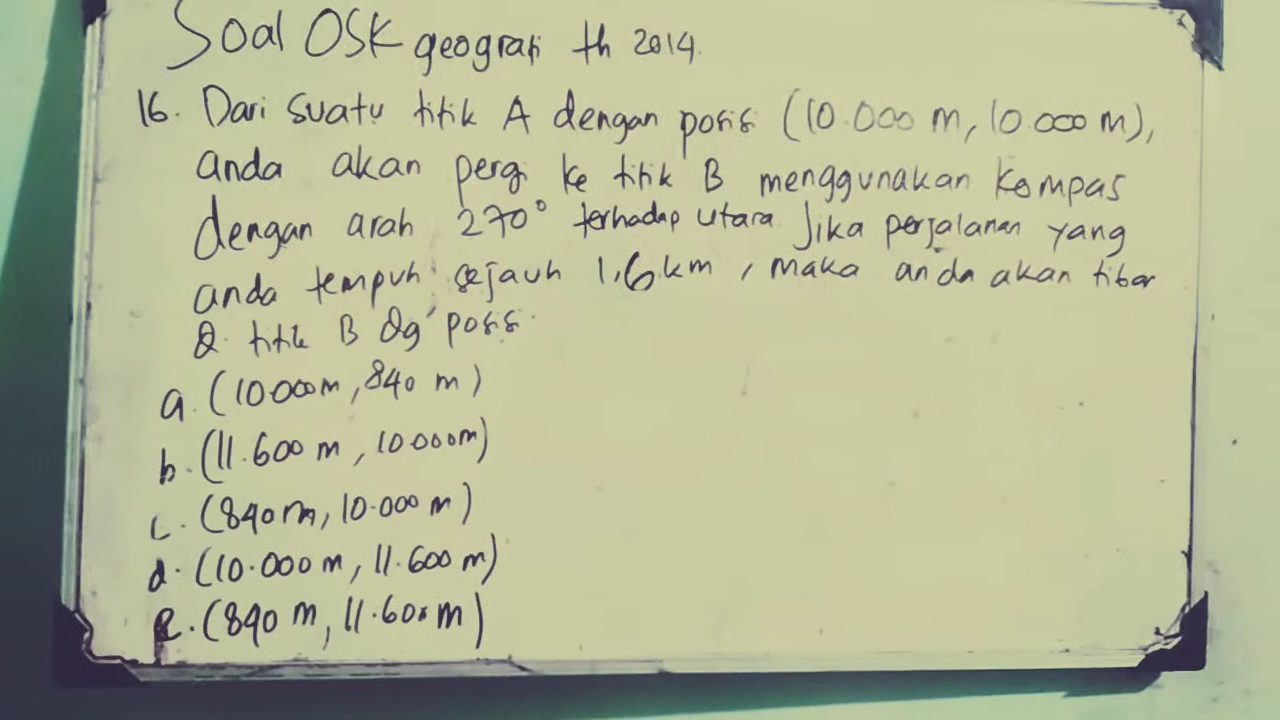 Soal OSK geografi th 2014.
16. Dari suatu titik A dengan posisi (10.000 m, 10.000 m),
anda akan pergi ke titik B menggunakan kompas
dengan arah 270° terhadap utara Jika perjalanan yang
anda tempuh sejauh 1,6 km, maka anda akan tiba
di titik B dg posisi
a. (10.000m, 840 m)
b. (11.600 m, 10.000m)
c. (840 m, 10.000 m)
d. (10.000 m, 11.600 m)
e. (840 m, 11.600 m)